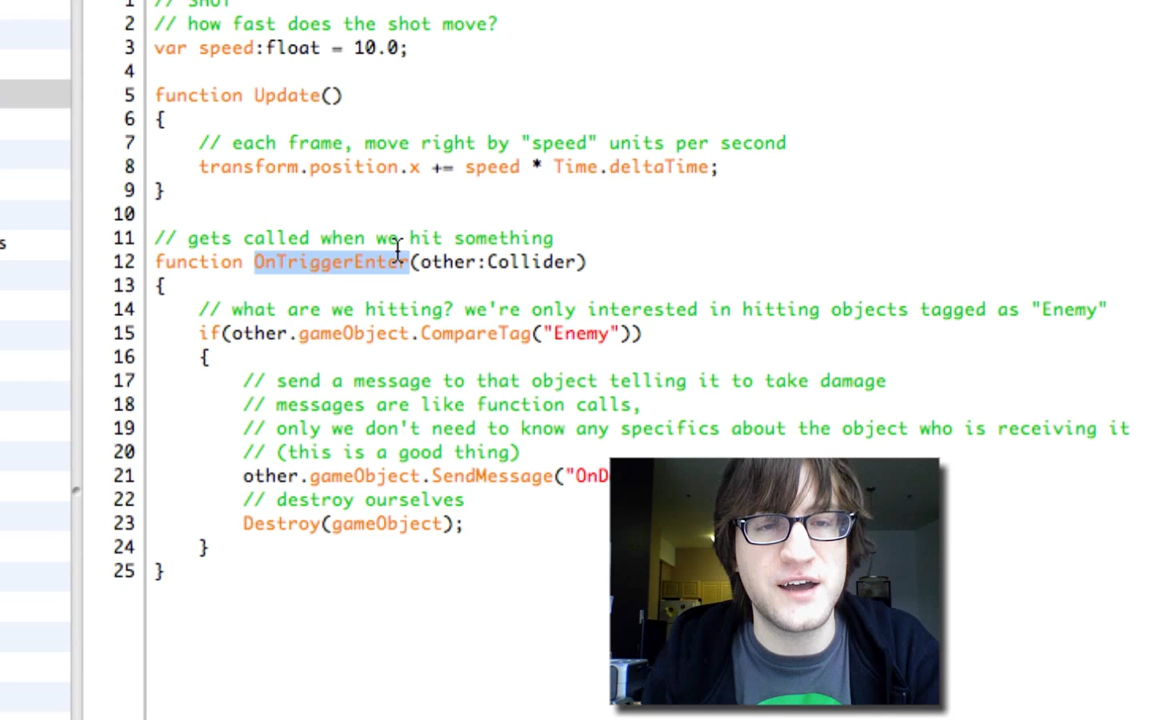 1 // SHOT
2 // how fast does the shot move?
3 var speed:float = 10.0;
4
5 function Update()
6 {
7 // each frame, move right by "speed" units per second
8 transform.position.x += speed * Time.deltaTime;
9 }
10
11 // gets called when we hit something
12 function OnTriggerEnter(other:Collider)
13 {
14 // what are we hitting? we're only interested in hitting objects tagged as "Enemy"
15 if(other.gameObject.CompareTag("Enemy"))
16 {
17 // send a message to that object telling it to take damage
18 // messages are like function calls,
19 // only we don't need to know any specifics about the object who is receiving it
20 // (this is a good thing)
21 other.gameObject.SendMessage("OnD
22 // destroy ourselves
23 Destroy(gameObject);
24 }
25 }
s